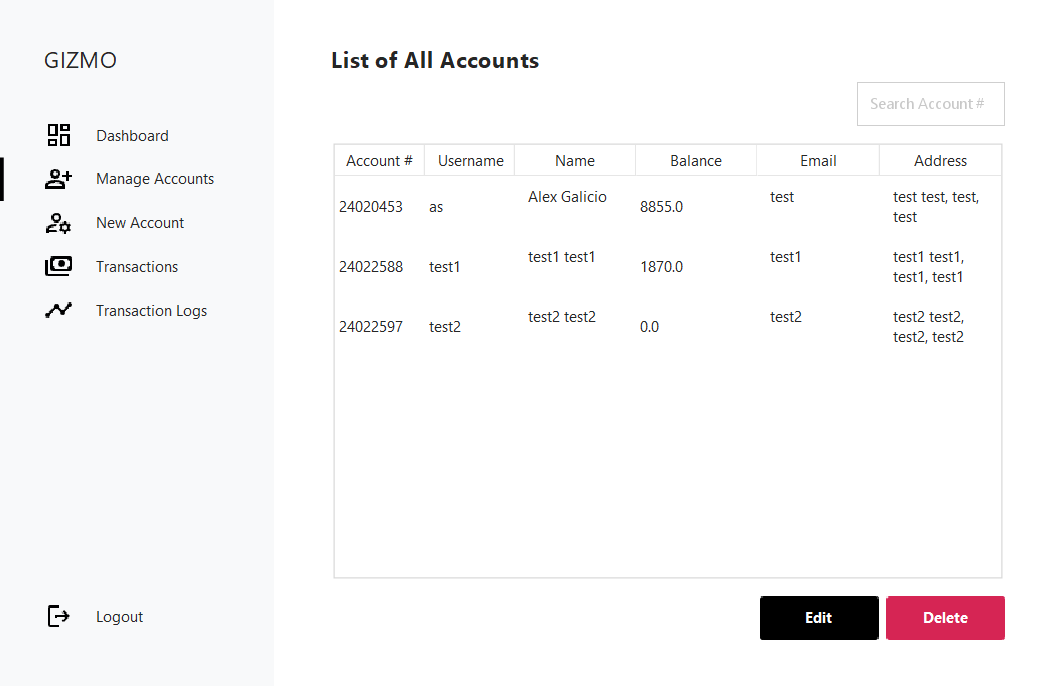 GIZMO
Dashboard
Manage Accounts
New Account
Transactions
Transaction Logs
Logout
List of All Accounts
Search Account #
Account # Username Name Balance Email Address
24020453 as Alex Galicio 8855.0 test test test, test,
test
24022588 test1 test1 test1 1870.0 test1 test1 test1,
test1, test1
24022597 test2 test2 test2 0.0 test2 test2 test2,
test2, test2
Edit Delete